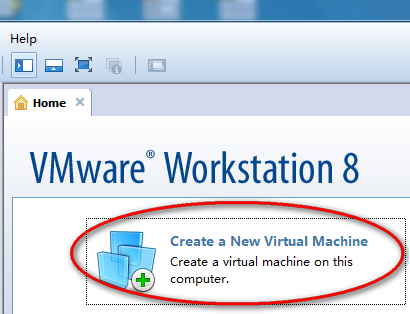 Help
Home
VMware® Workstation 8
Create a New Virtual Machine
Create a virtual machine on this
computer.